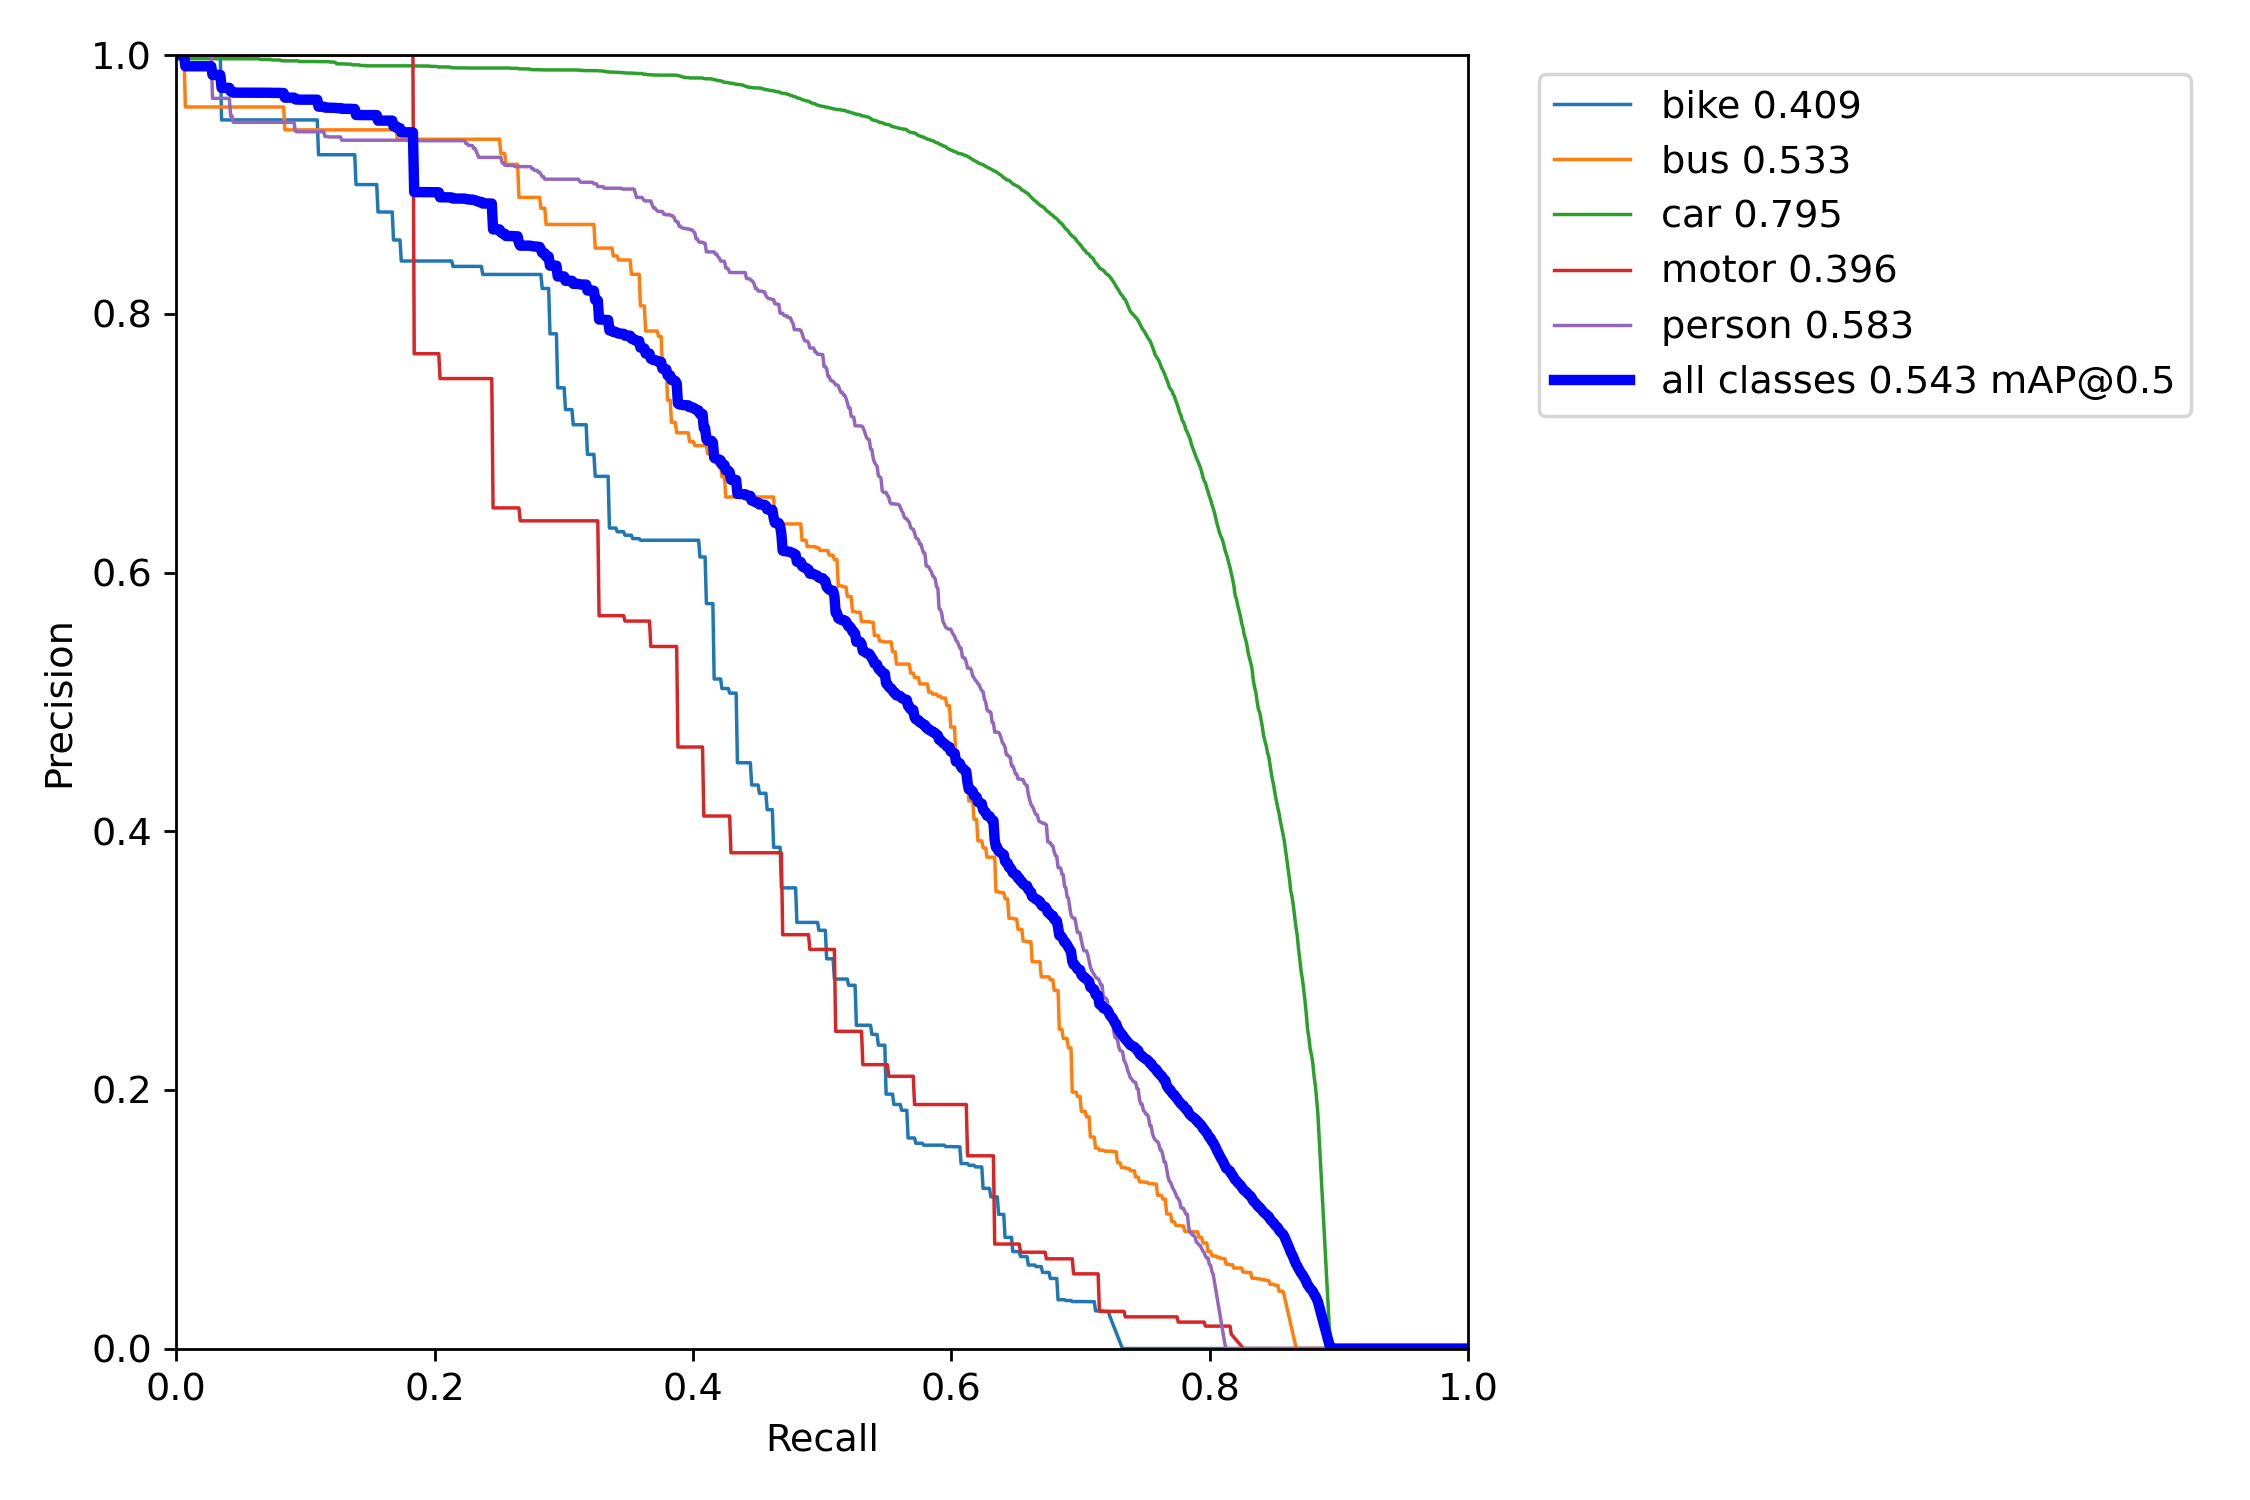 1.0
0.8
0.6
0.4
0.2
0.0
Precision
0.0 0.2 0.4 0.6 0.8 1.0
Recall
bike 0.409
bus 0.533
car 0.795
motor 0.396
person 0.583
all classes 0.543 mAP@0.5